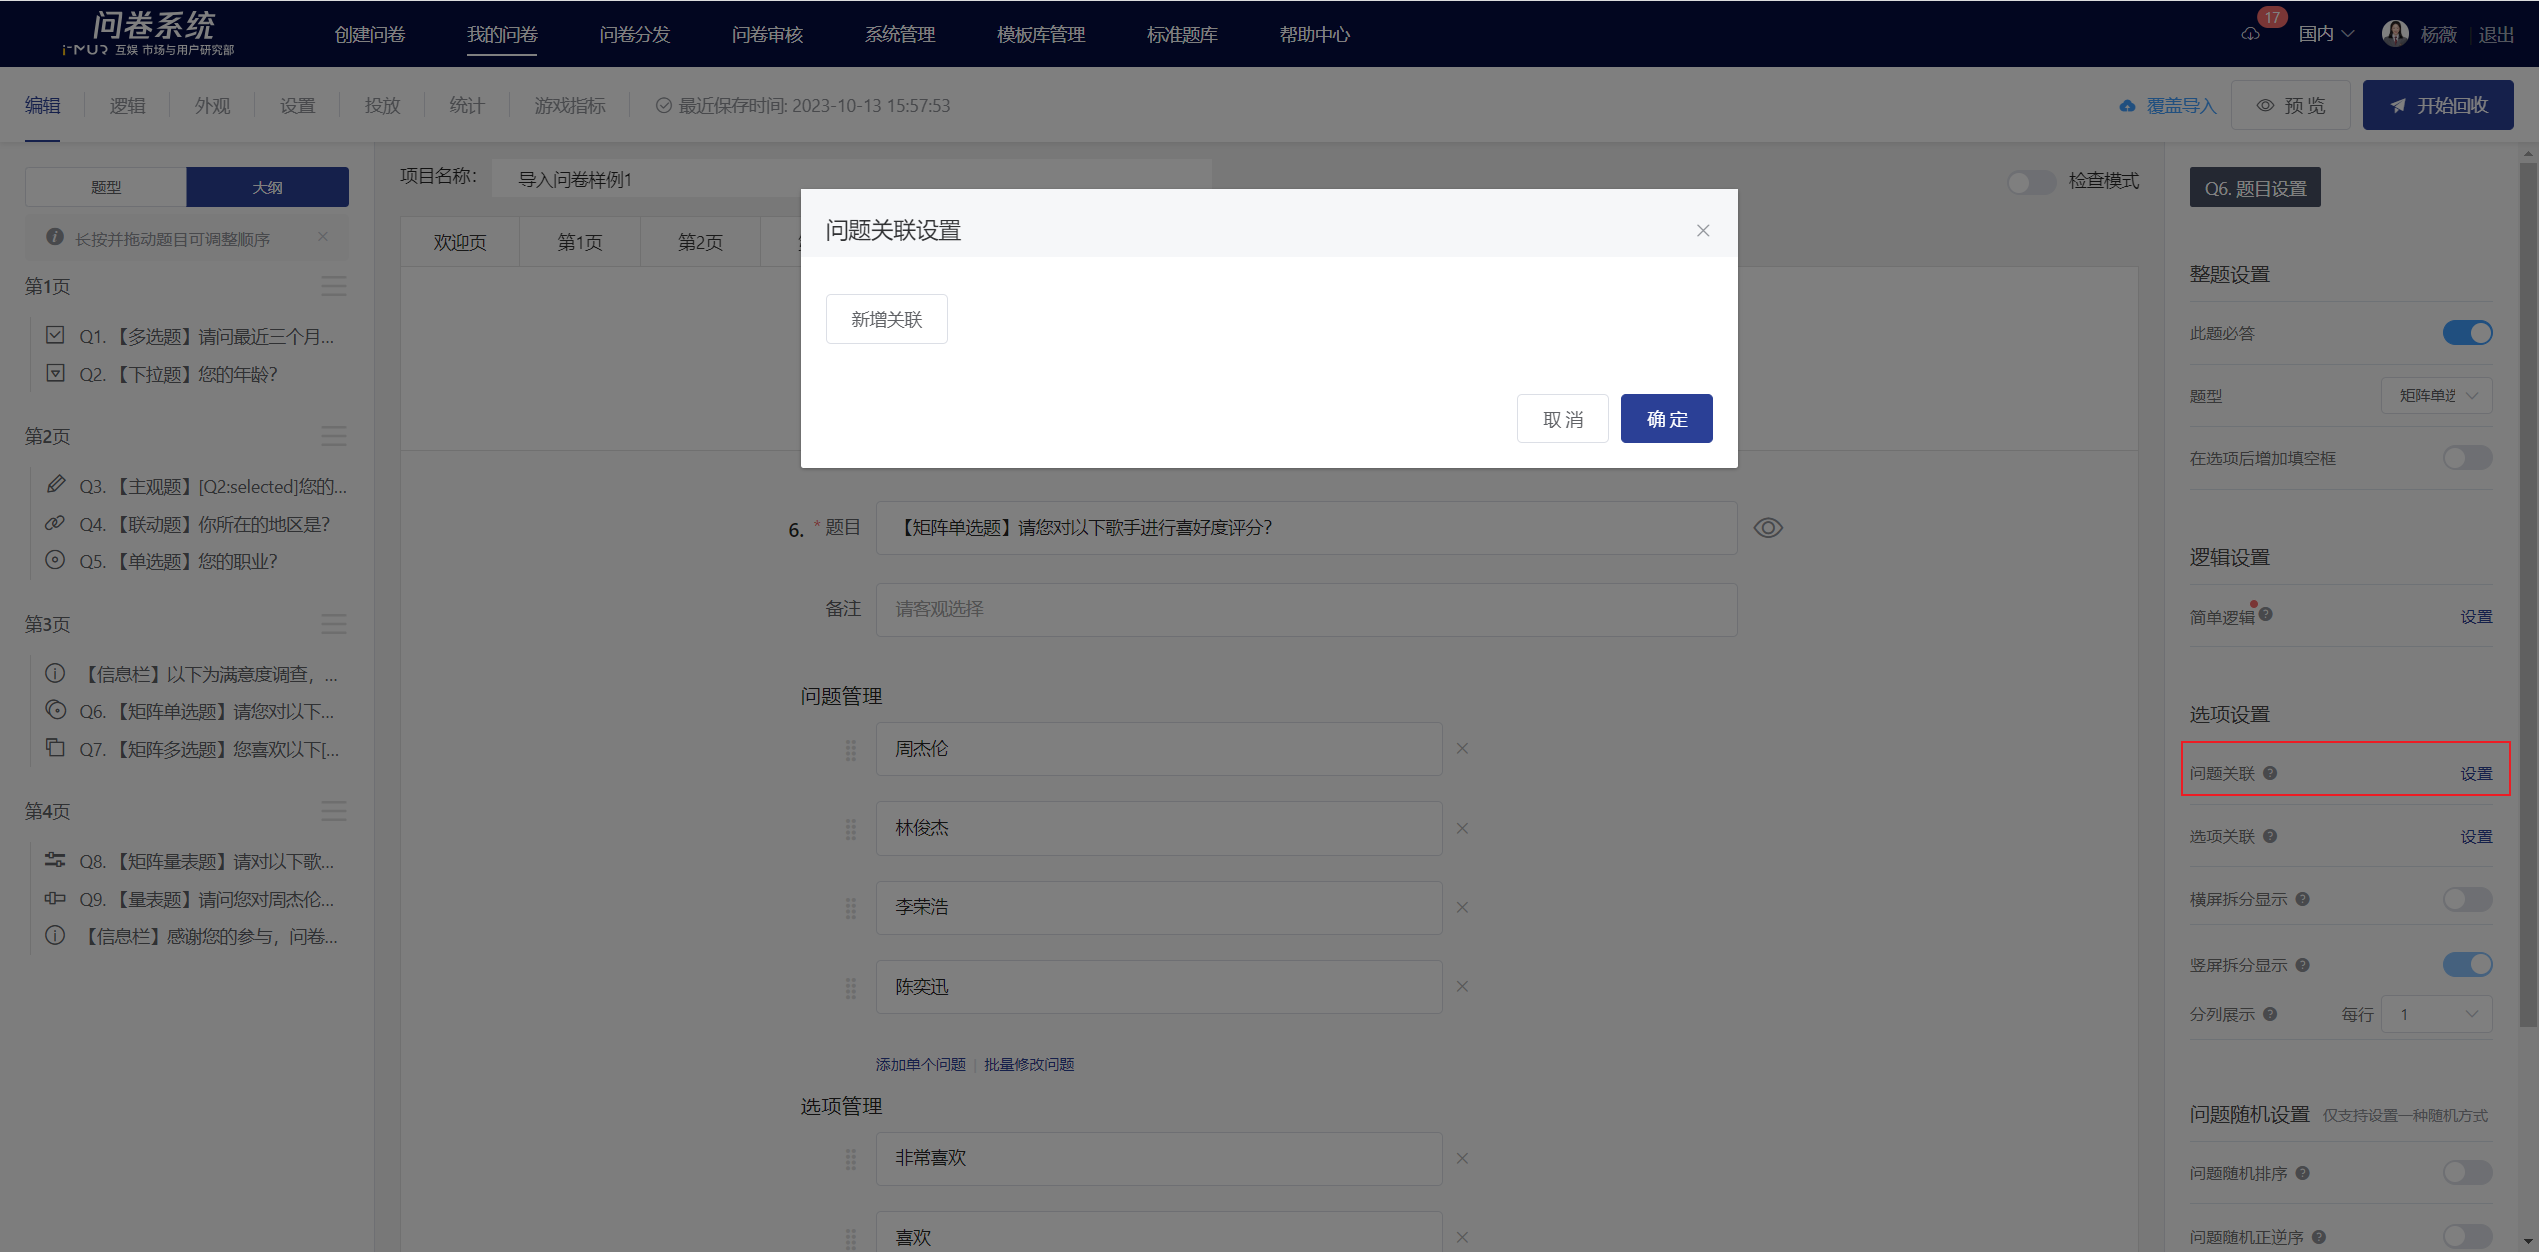 问卷系统
i-MUR 互娱 市场与用户研究部
创建问卷 我的问卷 问卷分发 问卷审核 系统管理 模板库管理 标准题库 帮助中心
17 国内 杨薇 退出
编辑 逻辑 外观 设置 投放 统计 游戏指标 最近保存时间: 2023-10-13 15:57:53
覆盖导入 预 览 开始回收
题型 大纲
长按并拖动题目可调整顺序
第1页
Q1. 【多选题】请问最近三个月...
Q2. 【下拉题】您的年龄？
第2页
Q3. 【主观题】[Q2:selected]您的...
Q4. 【联动题】你所在的地区是？
Q5. 【单选题】您的职业？
第3页
【信息栏】以下为满意度调查，...
Q6. 【矩阵单选题】请您对以下...
Q7. 【矩阵多选题】您喜欢以下[...
第4页
Q8. 【矩阵量表题】请对以下歌...
Q9. 【量表题】请问您对周杰伦...
【信息栏】感谢您的参与，问卷...
项目名称: 导入问卷样例1
检查模式
欢迎页 第1页 第2页
问题关联设置
新增关联
取 消 确 定
6. * 题目 【矩阵单选题】请您对以下歌手进行喜好度评分？
备注 请客观选择
问题管理
周杰伦
林俊杰
李荣浩
陈奕迅
添加单个问题 | 批量修改问题
选项管理
非常喜欢
喜欢
Q6. 题目设置
整题设置
此题必答
题型 矩阵单选
在选项后增加填空框
逻辑设置
简单逻辑 设置
选项设置
问题关联 设置
选项关联 设置
横屏拆分显示
竖屏拆分显示
分列展示 每行 1
问题随机设置 仅支持设置一种随机方式
问题随机排序
问题随机正逆序